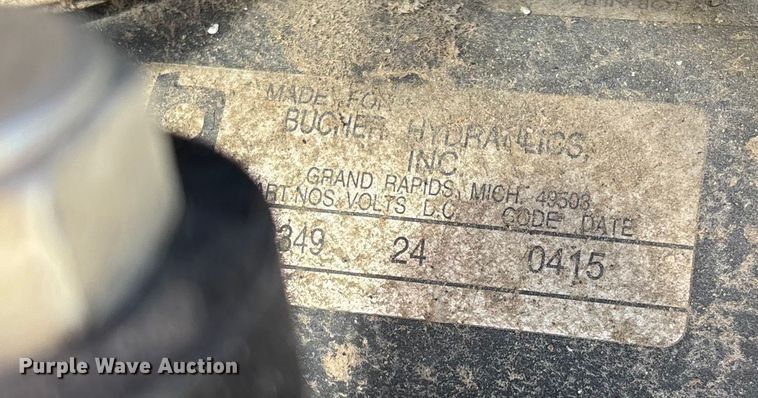 MADE FOR
BUCHER HYDRAULICS,
INC
GRAND RAPIDS, MICH. 49503
PART NOS VOLTS D.C. CODE DATE
349 24 0415
Purple Wave Auction